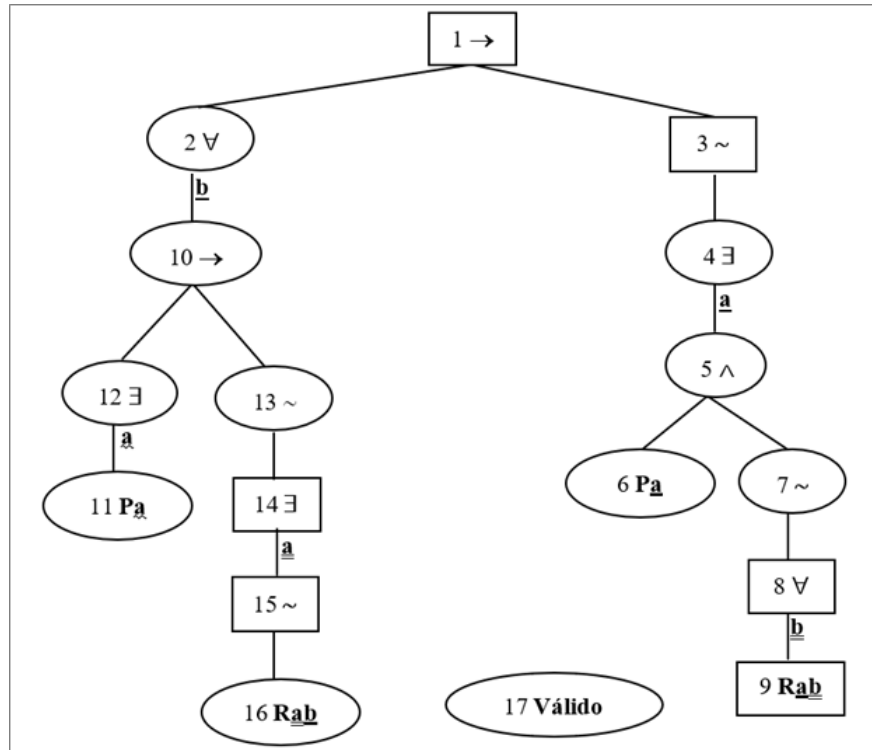 1 →
2 ∀
3 ~
b
10 →
4 ∃
a
12 ∃
13 ~
5 ∧
a
11 Pa
14 ∃
6 Pa
7 ~
a
15 ~
8 ∀
b
16 Rab
17 Válido
9 Rab